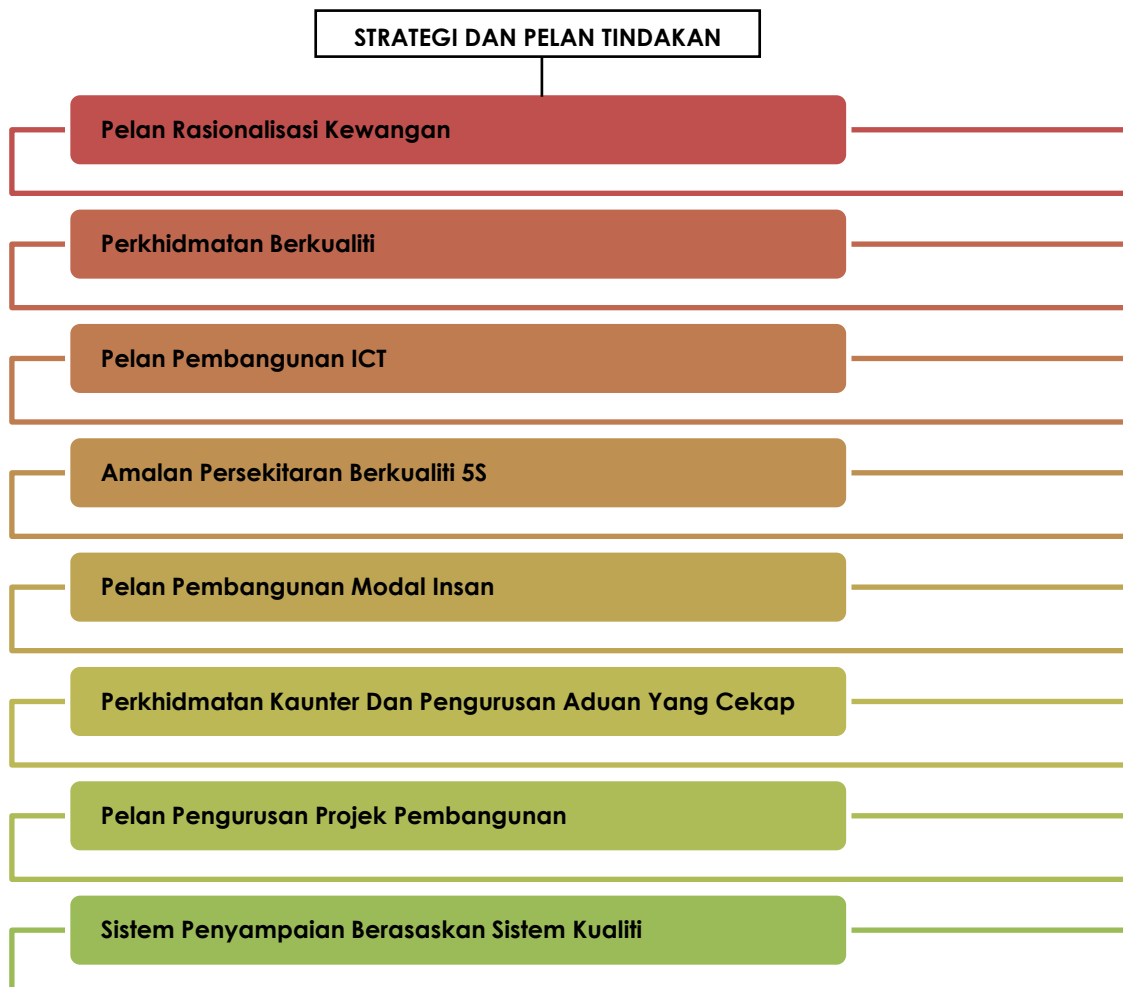 STRATEGI DAN PELAN TINDAKAN
Pelan Rasionalisasi Kewangan
Perkhidmatan Berkualiti
Pelan Pembangunan ICT
Amalan Persekitaran Berkualiti 5S
Pelan Pembangunan Modal Insan
Perkhidmatan Kaunter Dan Pengurusan Aduan Yang Cekap
Pelan Pengurusan Projek Pembangunan
Sistem Penyampaian Berasaskan Sistem Kualiti